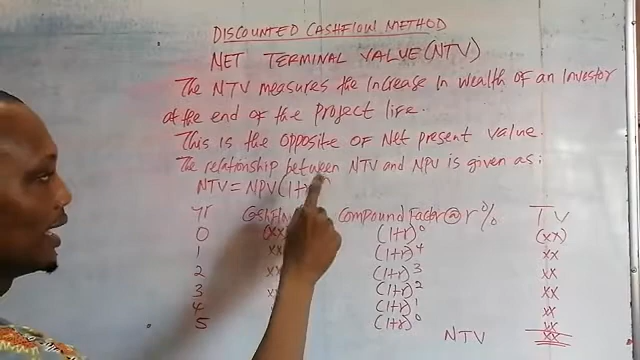 DISCOUNTED CASHFLOW METHOD
NET TERMINAL VALUE (NTV)
The NTV measures the Increase in Wealth of an Investor
at the end of the Project life.
This is the opposite of Net present value.
The relationship between NTV and NPV is given as:
NTV = NPV(1+r
yr Compound Factor@ r% TV
0 (xx (1+r)^0 (xx)
1 xx (1+r)^4 xx
2 xx (1+r)^3 xx
3 xx (1+r)^2 xx
4 (1+r)^1 xx
5 (1+r)^0 xx
NTV xx